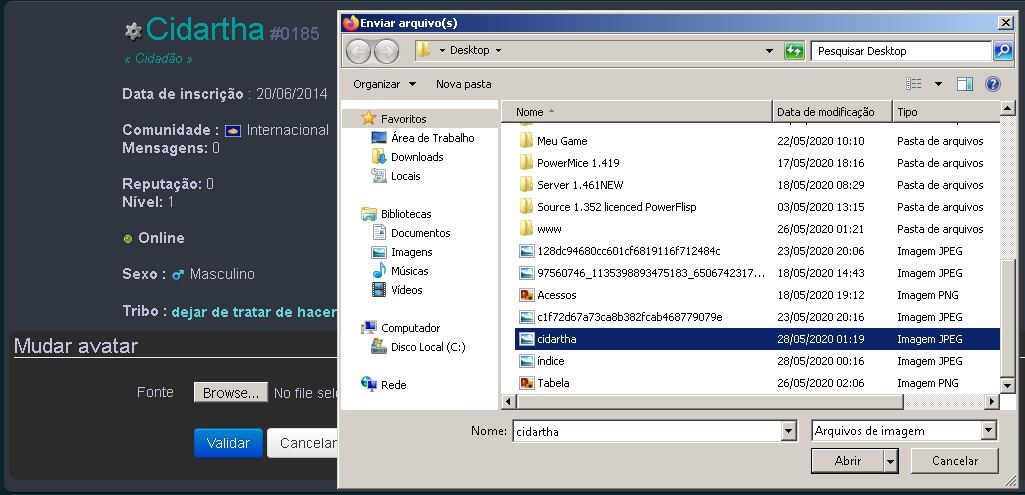 Cidartha #0185
« Cidadão »
Data de inscrição : 20/06/2014
Comunidade : Internacional
Mensagens: 0
Reputação: 0
Nível: 1
Online
Sexo : Masculino
Tribo : dejar de tratar de hacer
Mudar avatar
Fonte Browse... No file sele
Validar Cancelar
Enviar arquivo(s)
Desktop
Pesquisar Desktop
Organizar Nova pasta
Favoritos
Área de Trabalho
Downloads
Locais
Bibliotecas
Documentos
Imagens
Músicas
Vídeos
Computador
Disco Local (C:)
Rede
Nome Data de modificação Tipo
Meu Game 22/05/2020 10:10 Pasta de arquivos
PowerMice 1.419 17/05/2020 18:16 Pasta de arquivos
Server 1.461NEW 18/05/2020 08:29 Pasta de arquivos
Source 1.352 licenced PowerFlisp 03/05/2020 13:15 Pasta de arquivos
www 26/05/2020 01:21 Pasta de arquivos
128dc94680cc601cf6819116f712484c 23/05/2020 20:06 Imagem JPEG
97560746_1135398893475183_6506742317... 18/05/2020 14:43 Imagem JPEG
Acessos 18/05/2020 19:12 Imagem PNG
c1f72d67a73ca8b382fcab468779079e 23/05/2020 20:16 Imagem JPEG
cidartha 28/05/2020 01:19 Imagem JPEG
índice 28/05/2020 00:16 Imagem JPEG
Tabela 26/05/2020 02:06 Imagem PNG
Nome: cidartha Arquivos de imagem
Abrir Cancelar